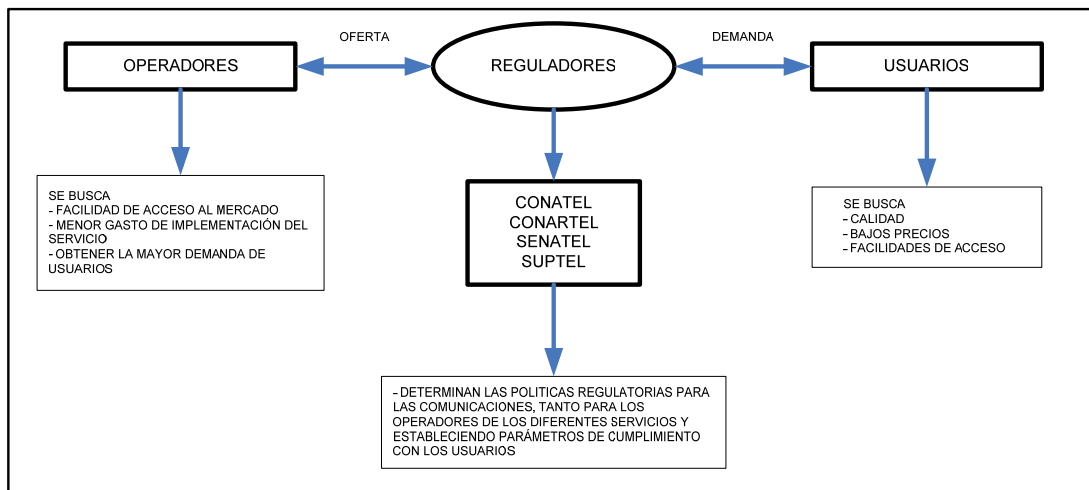 OFERTA
DEMANDA
OPERADORES
REGULADORES
USUARIOS
SE BUSCA
- FACILIDAD DE ACCESO AL MERCADO
- MENOR GASTO DE IMPLEMENTACIÓN DEL
SERVICIO
- OBTENER LA MAYOR DEMANDA DE
USUARIOS
CONATEL
CONARTEL
SENATEL
SUPTEL
SE BUSCA
- CALIDAD
- BAJOS PRECIOS
- FACILIDADES DE ACCESO
- DETERMINAN LAS POLITICAS REGULATORIAS PARA
LAS COMUNICACIONES, TANTO PARA LOS
OPERADORES DE LOS DIFERENTES SERVICIOS Y
ESTABLECIENDO PARÁMETROS DE CUMPLIMIENTO
CON LOS USUARIOS